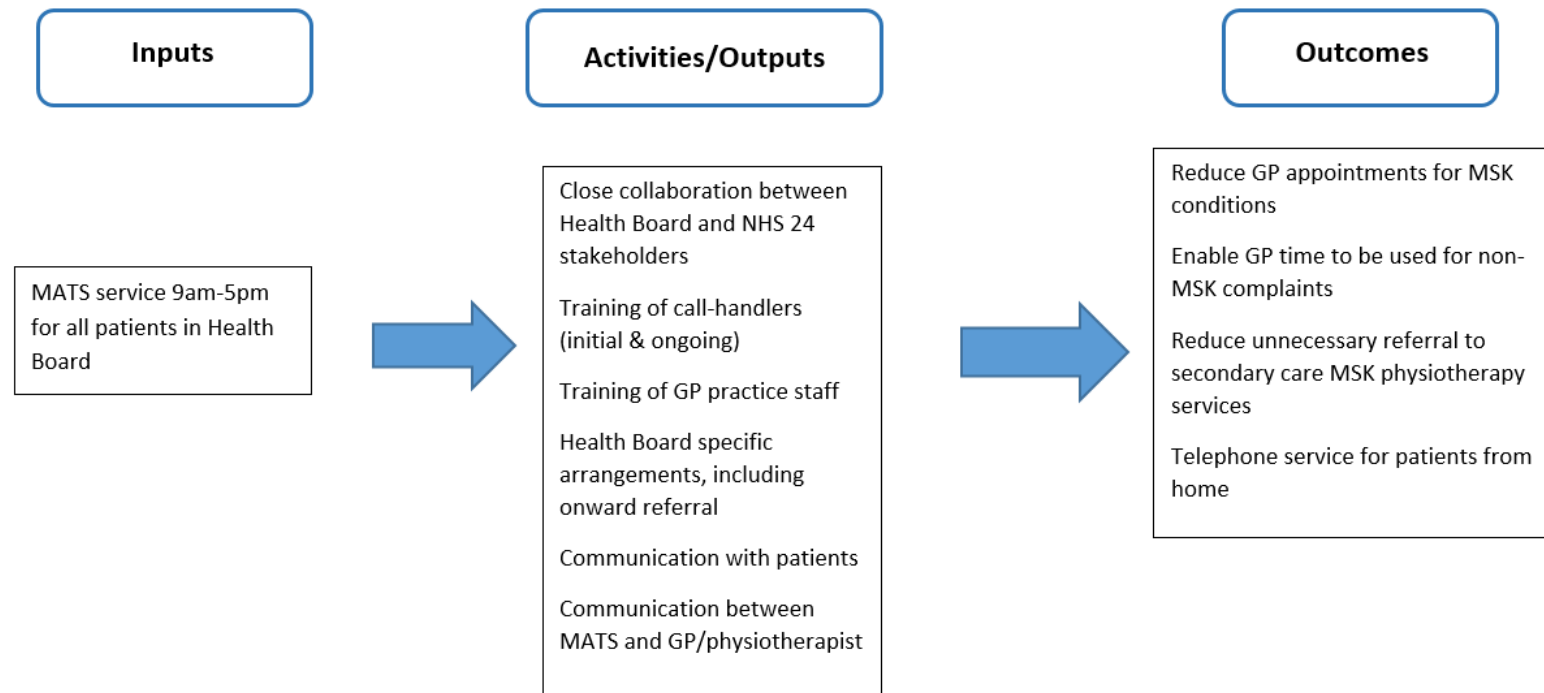 Inputs
Activities/Outputs
Outcomes
MATS service 9am-5pm
for all patients in Health
Board
Close collaboration between
Health Board and NHS 24
stakeholders
Training of call-handlers
(initial & ongoing)
Training of GP practice staff
Health Board specific
arrangements, including
onward referral
Communication with patients
Communication between
MATS and GP/physiotherapist
Reduce GP appointments for MSK
conditions
Enable GP time to be used for non-
MSK complaints
Reduce unnecessary referral to
secondary care MSK physiotherapy
services
Telephone service for patients from
home